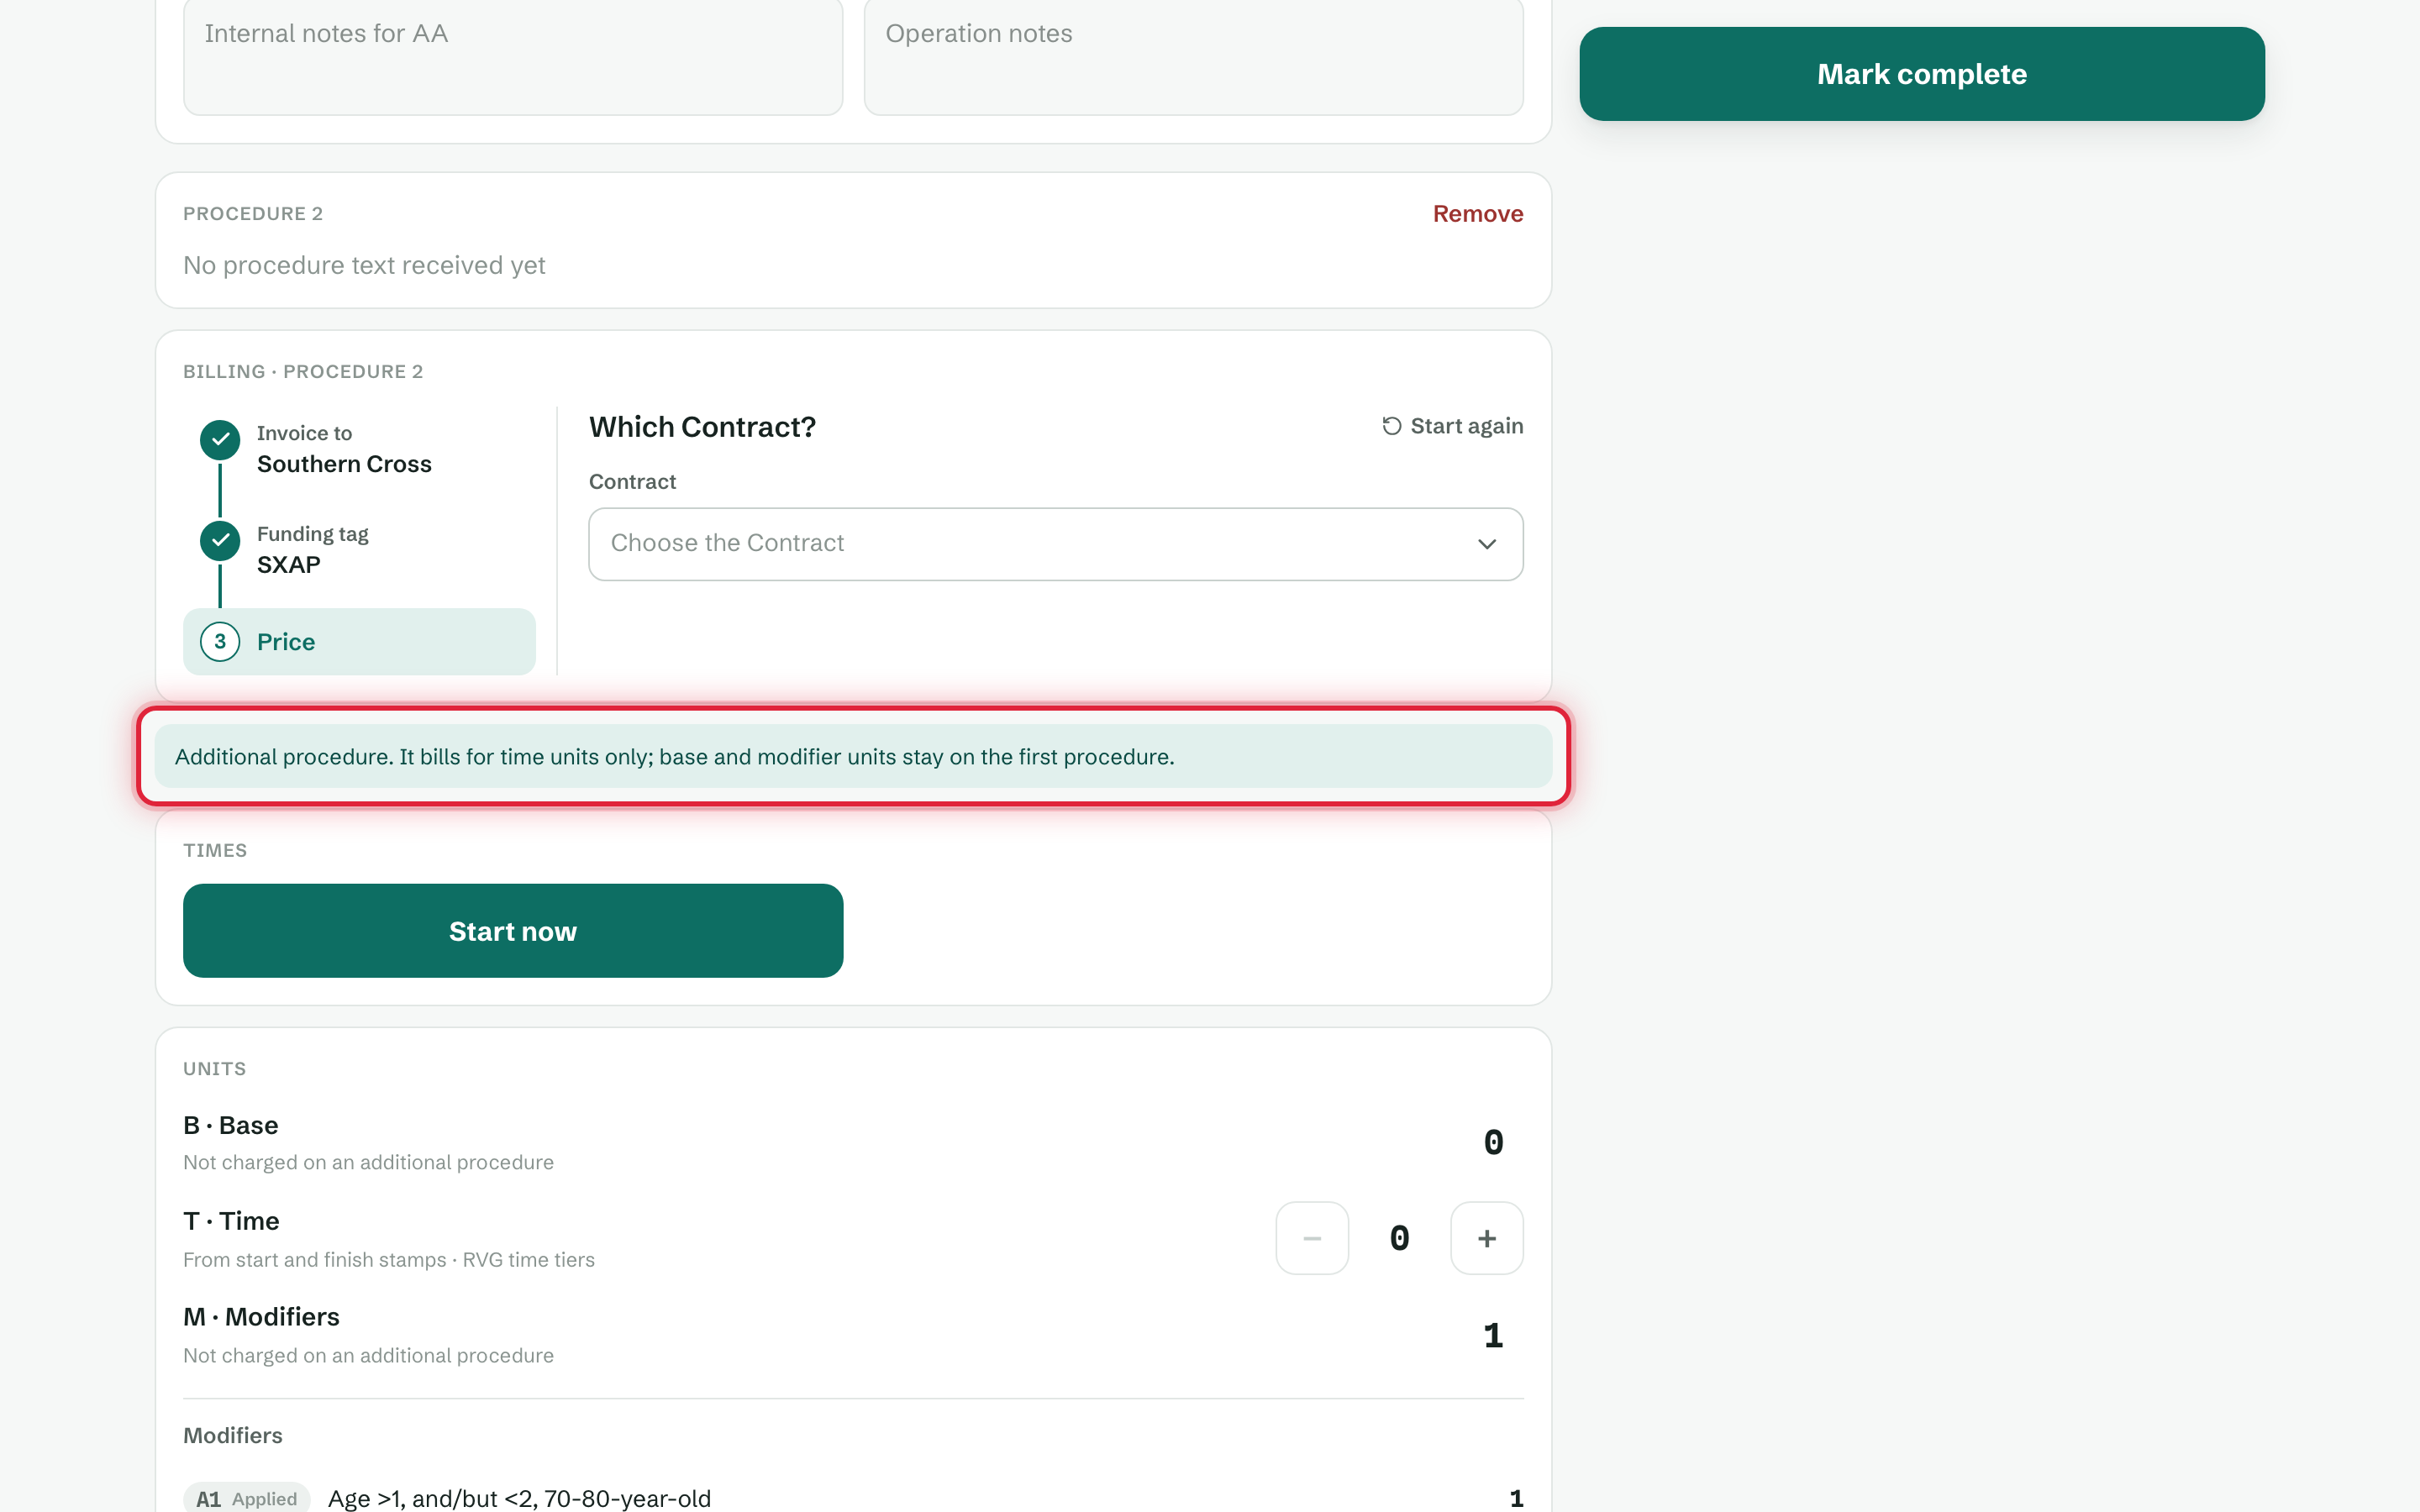 Internal notes for AA
Operation notes
Mark complete
PROCEDURE 2
Remove
No procedure text received yet
BILLING · PROCEDURE 2
Invoice to
Southern Cross
Funding tag
SXAP
3 Price
Which Contract?
Start again
Contract
Choose the Contract
Additional procedure. It bills for time units only; base and modifier units stay on the first procedure.
TIMES
Start now
UNITS
B · Base
0
Not charged on an additional procedure
T · Time
− 0 +
From start and finish stamps · RVG time tiers
M · Modifiers
1
Not charged on an additional procedure
Modifiers
A1 Applied Age >1, and/but <2, 70-80-year-old 1